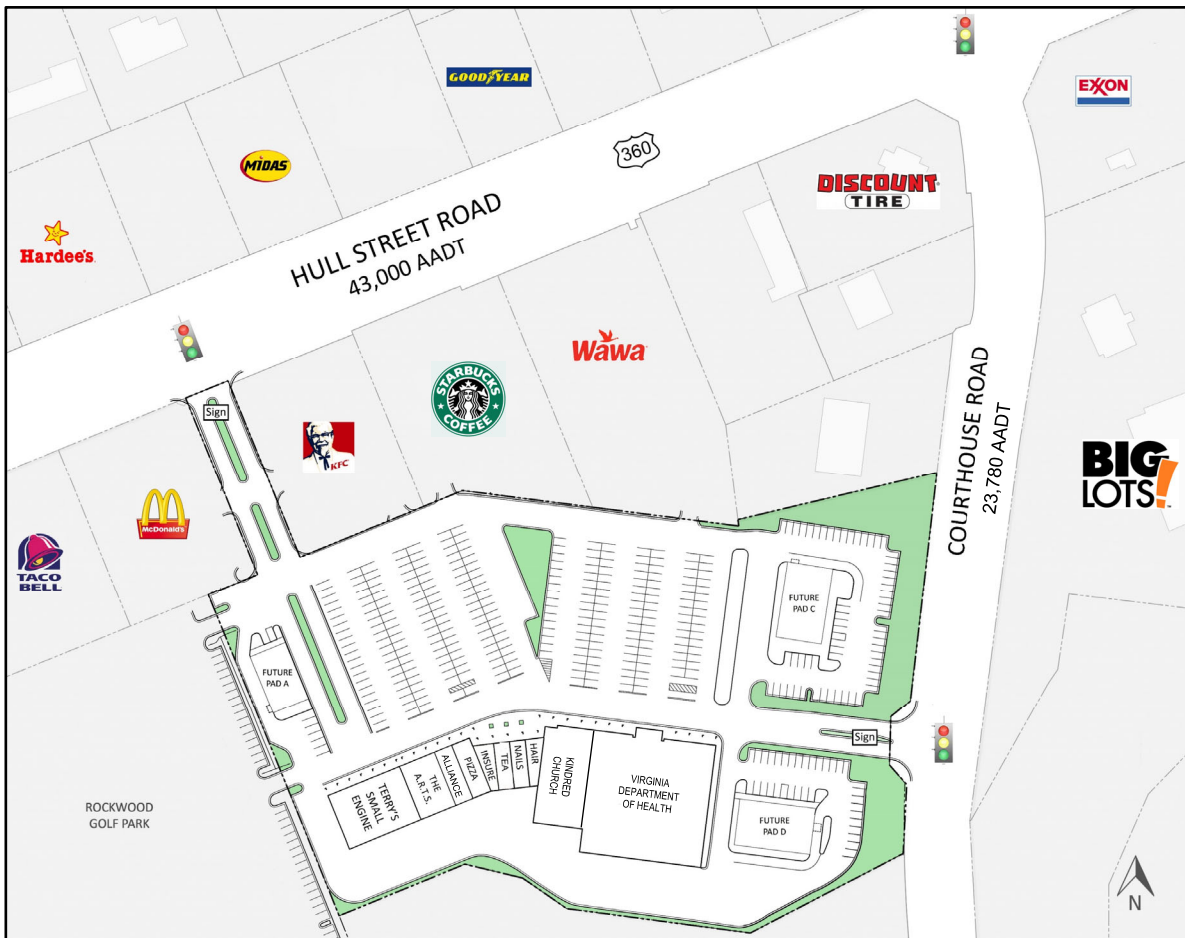 GOODYEAR
EXXON
360
MIDAS
DISCOUNT
TIRE
Hardee's
HULL STREET ROAD
43,000 AADT
Wawa
STARBUCKS
COFFEE
Sign
KFC
COURTHOUSE ROAD
23,780 AADT
BIG
LOTS!
McDonald's
TACO
BELL
FUTURE
PAD C
FUTURE
PAD A
Sign
TERRY'S
SMALL
ENGINE
THE
A.R.T.S.
ALLIANCE
PIZZA
INSURE
TEA
NAILS
HAIR
KINDRED
CHURCH
VIRGINIA
DEPARTMENT
OF HEALTH
FUTURE
PAD D
ROCKWOOD
GOLF PARK
N